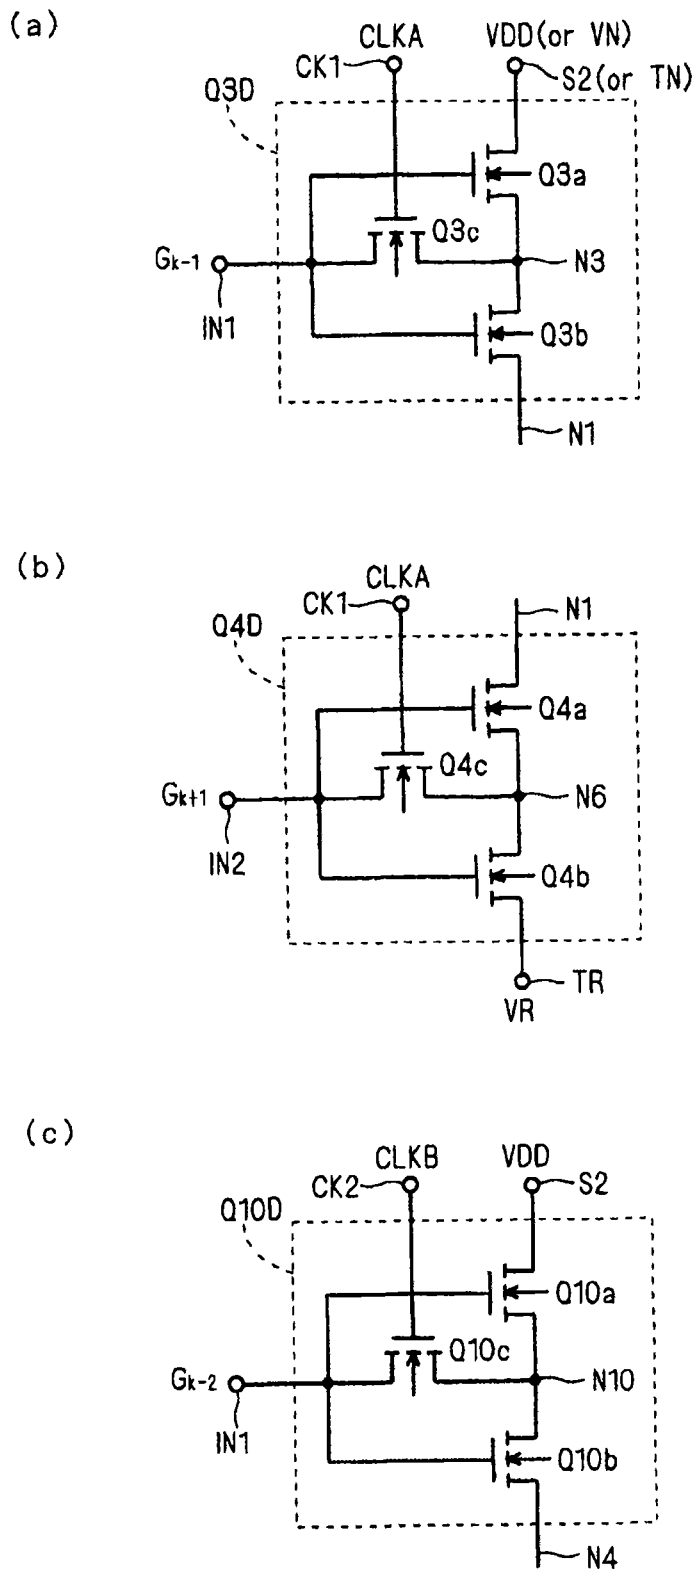 (a)
CLKA
VDD(or VN)
CK1
S2(or TN)
Q3D
Q3a
Q3c
Gk-1
N3
IN1
Q3b
N1
(b)
CLKA
CK1
N1
Q4D
Q4a
Q4c
Gk+1
N6
IN2
Q4b
TR
VR
(c)
CLKB
VDD
CK2
S2
Q10D
Q10a
Q10c
Gk-2
N10
IN1
Q10b
N4